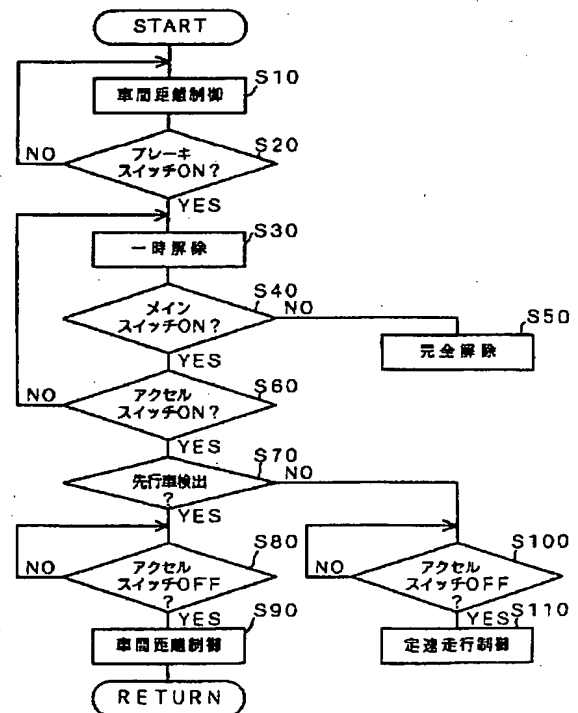 START
車間距離制御
S10
ブレーキ
スイッチON?
S20
NO
YES
一時解除
S30
メイン
スイッチON?
S40
NO
YES
完全解除
S50
アクセル
スイッチON?
S60
NO
YES
先行車検出
?
S70
NO
YES
アクセル
スイッチOFF
?
S80
NO
YES
アクセル
スイッチOFF
?
S100
NO
YES
車間距離制御
S90
定速走行制御
S110
RETURN